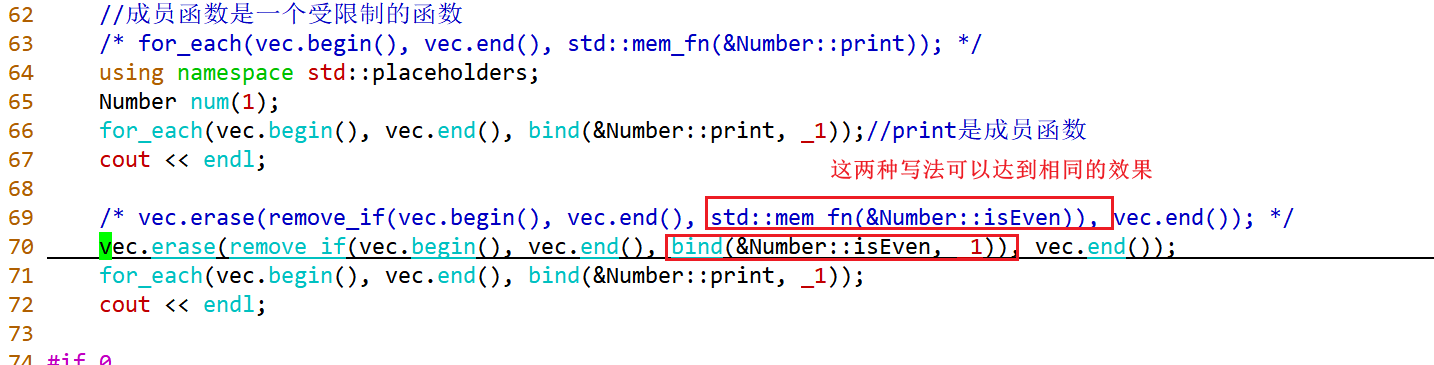 62 //成员函数是一个受限制的函数
63 /* for_each(vec.begin(), vec.end(), std::mem_fn(&Number::print)); */
64 using namespace std::placeholders;
65 Number num(1);
66 for_each(vec.begin(), vec.end(), bind(&Number::print, _1));//print是成员函数
67 cout << endl;
这两种写法可以达到相同的效果
68
69 /* vec.erase(remove_if(vec.begin(), vec.end(), std::mem_fn(&Number::isEven)), vec.end()); */
70 vec.erase(remove_if(vec.begin(), vec.end(), bind(&Number::isEven, _1)), vec.end());
71 for_each(vec.begin(), vec.end(), bind(&Number::print, _1));
72 cout << endl;
73
74 #if 0